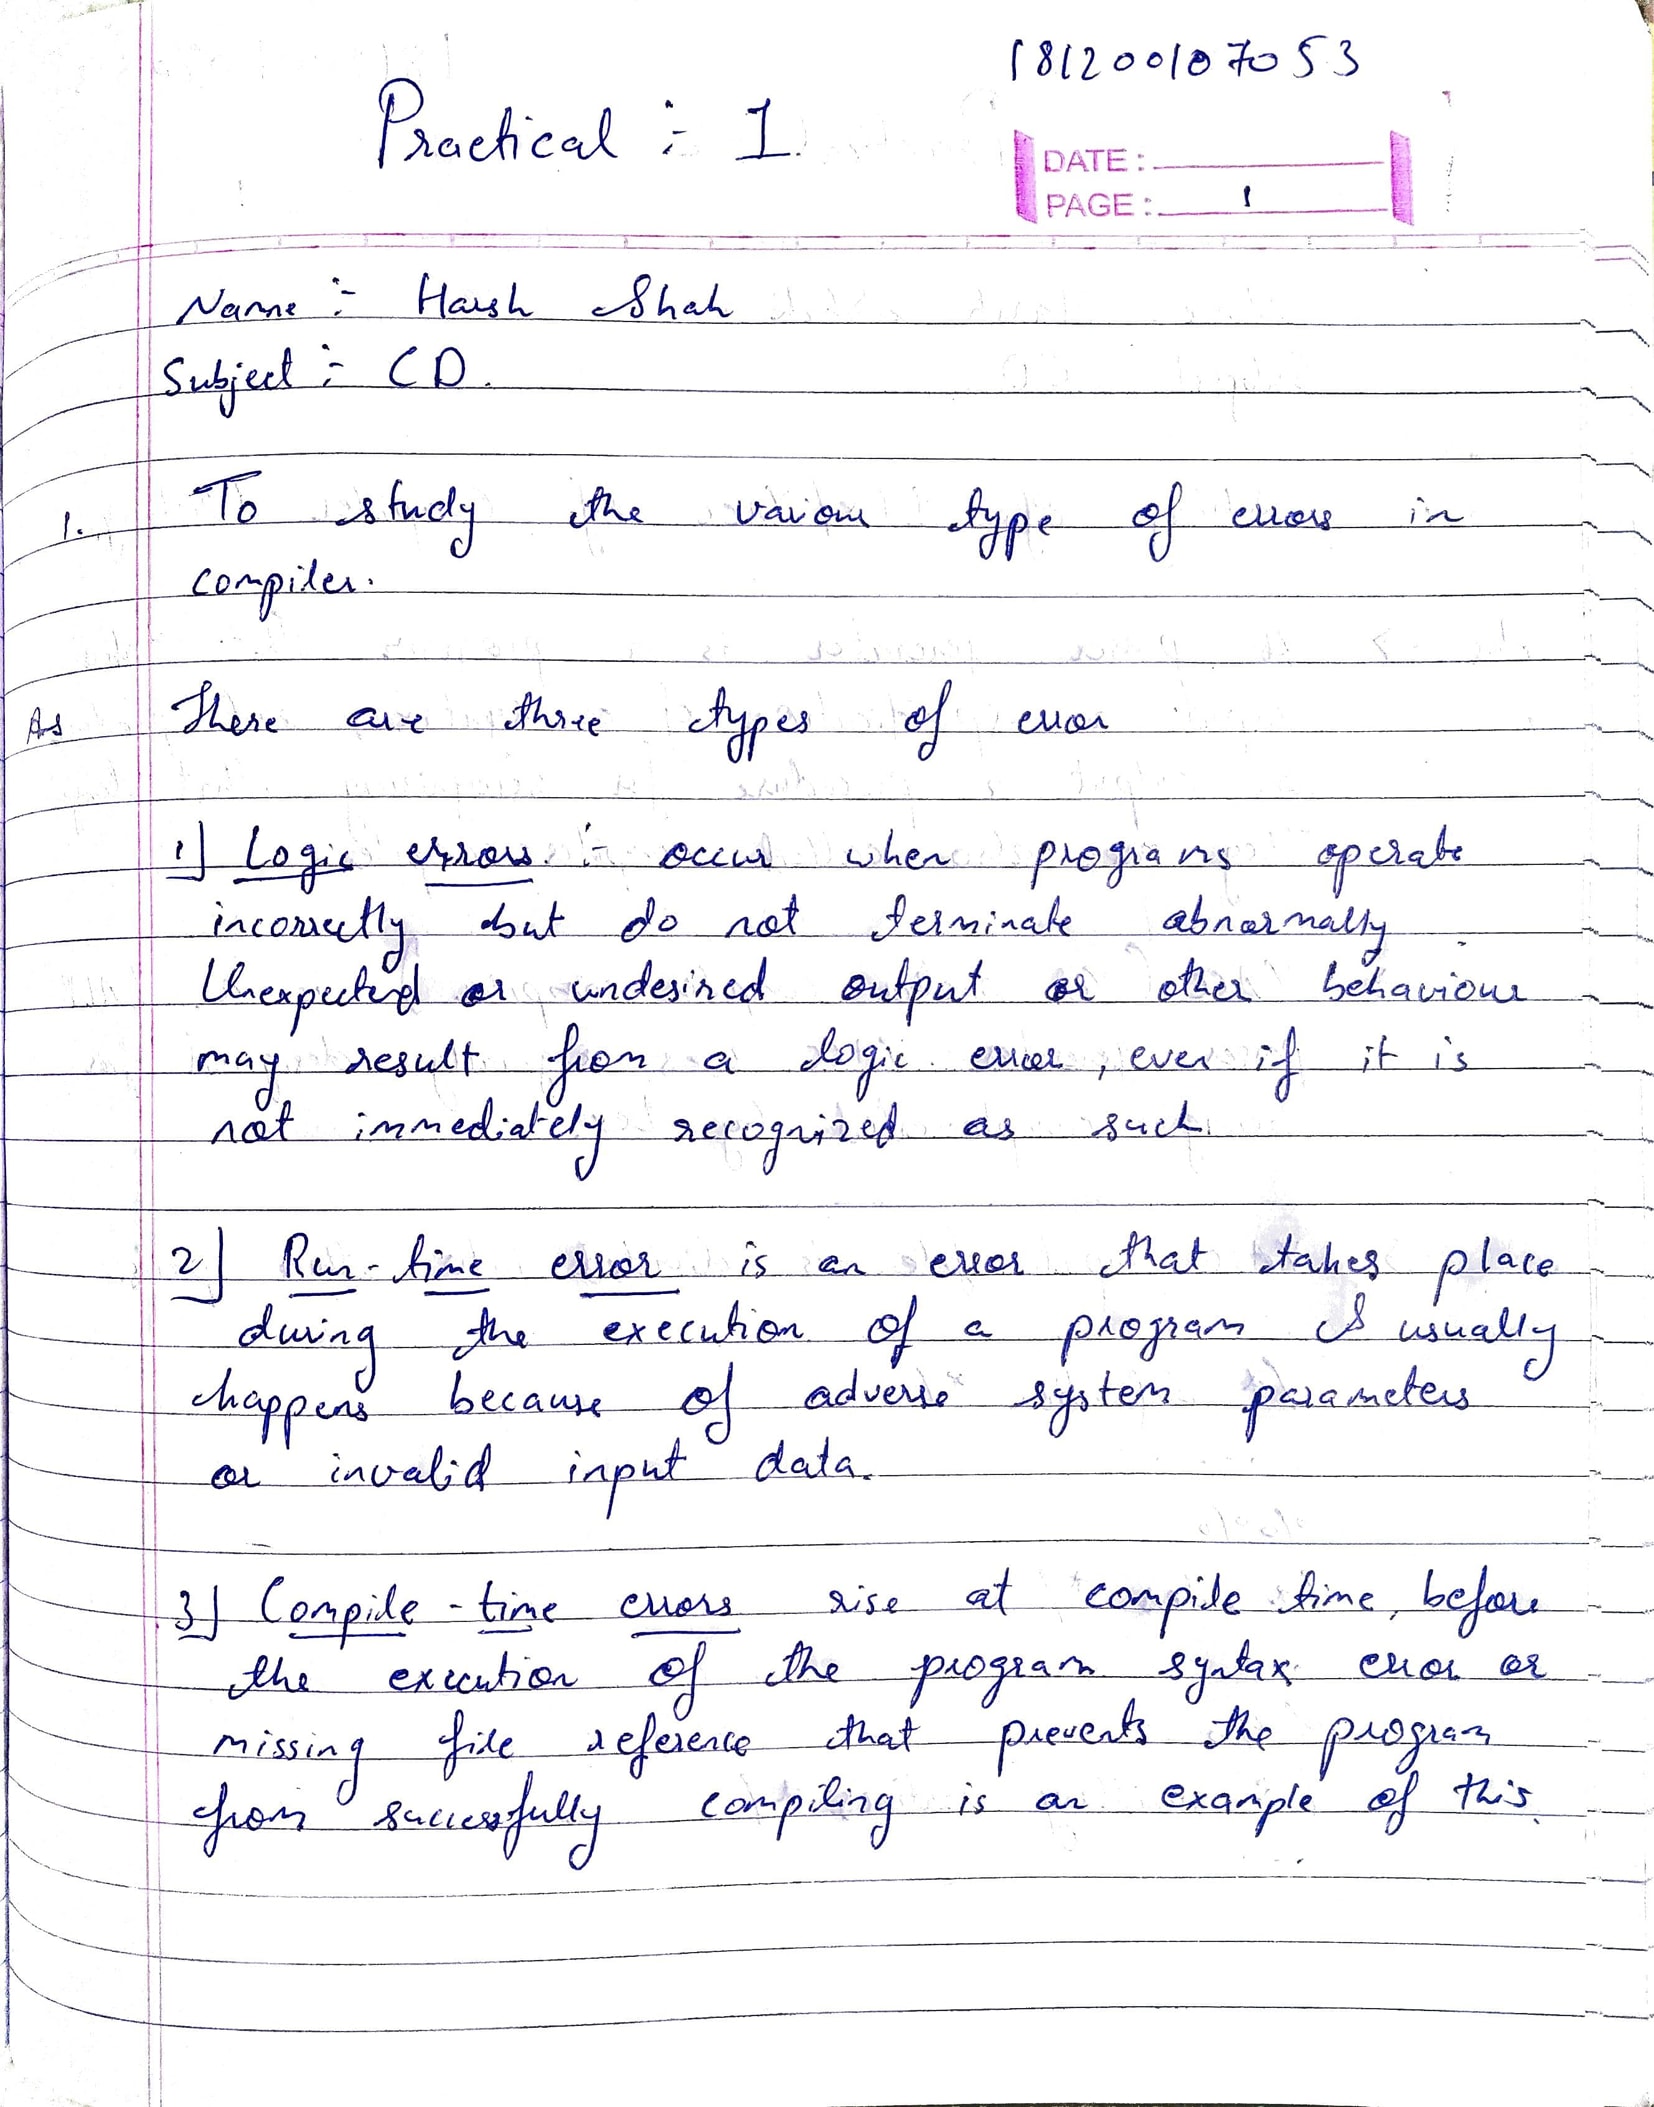 181200107053
Practical :- 1.
DATE :
PAGE : 1
Name :- Harsh Shah
Subject :- CD.
1. To study the various type of errors in
compiler.
As There are three types of error
1] Logic errors :- occur when programs operate
incorrectly but do not terminate abnormally
Unexpected or undesired output or other behaviour
may result from a logic error, even if it is
not immediately recognized as such.
2] Run-time error is an error that takes place
during the execution of a program & usually
happens because of adverse system parameters
or invalid input data.
3] Compile-time errors rise at compile time, before
the execution of the program syntax error or
missing file reference that prevents the program
from successfully compiling is an example of this.